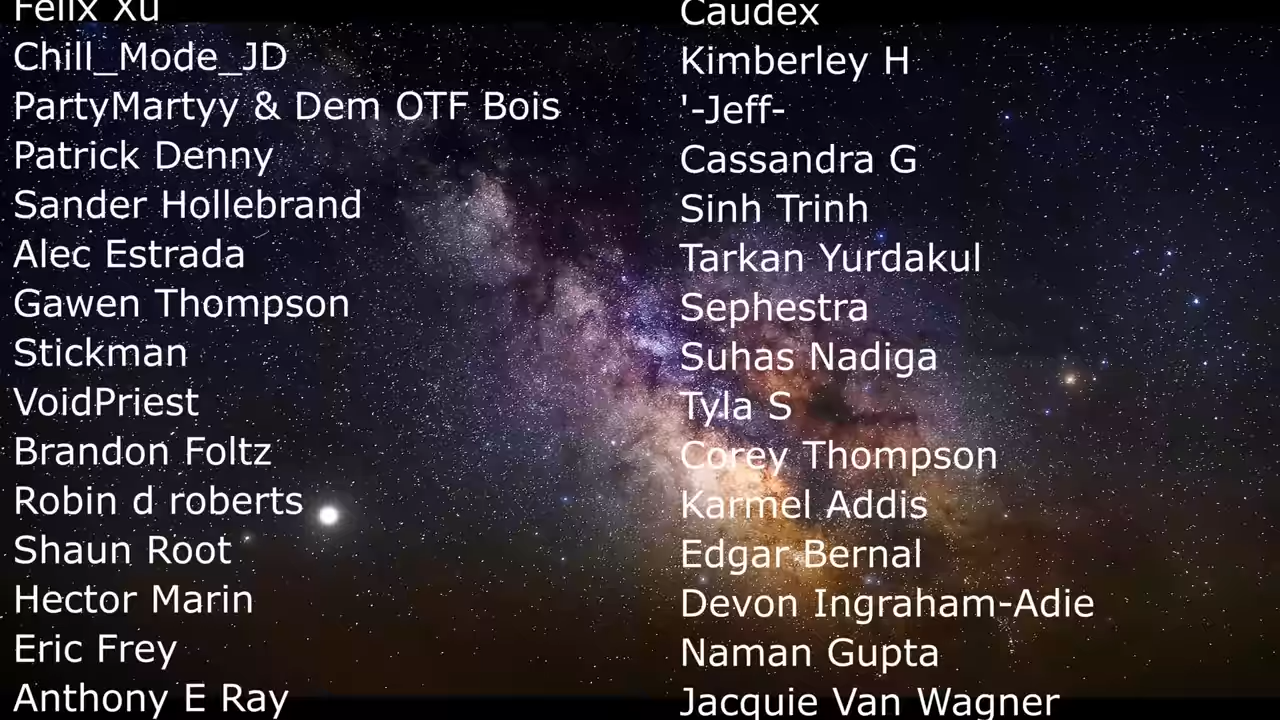 Felix Xu
Chill_Mode_JD
PartyMartyy & Dem OTF Bois
Patrick Denny
Sander Hollebrand
Alec Estrada
Gawen Thompson
Stickman
VoidPriest
Brandon Foltz
Robin d roberts
Shaun Root
Hector Marin
Eric Frey
Anthony E Ray
Caudex
Kimberley H
'-Jeff-
Cassandra G
Sinh Trinh
Tarkan Yurdakul
Sephestra
Suhas Nadiga
Tyla S
Corey Thompson
Karmel Addis
Edgar Bernal
Devon Ingraham-Adie
Naman Gupta
Jacquie Van Wagner